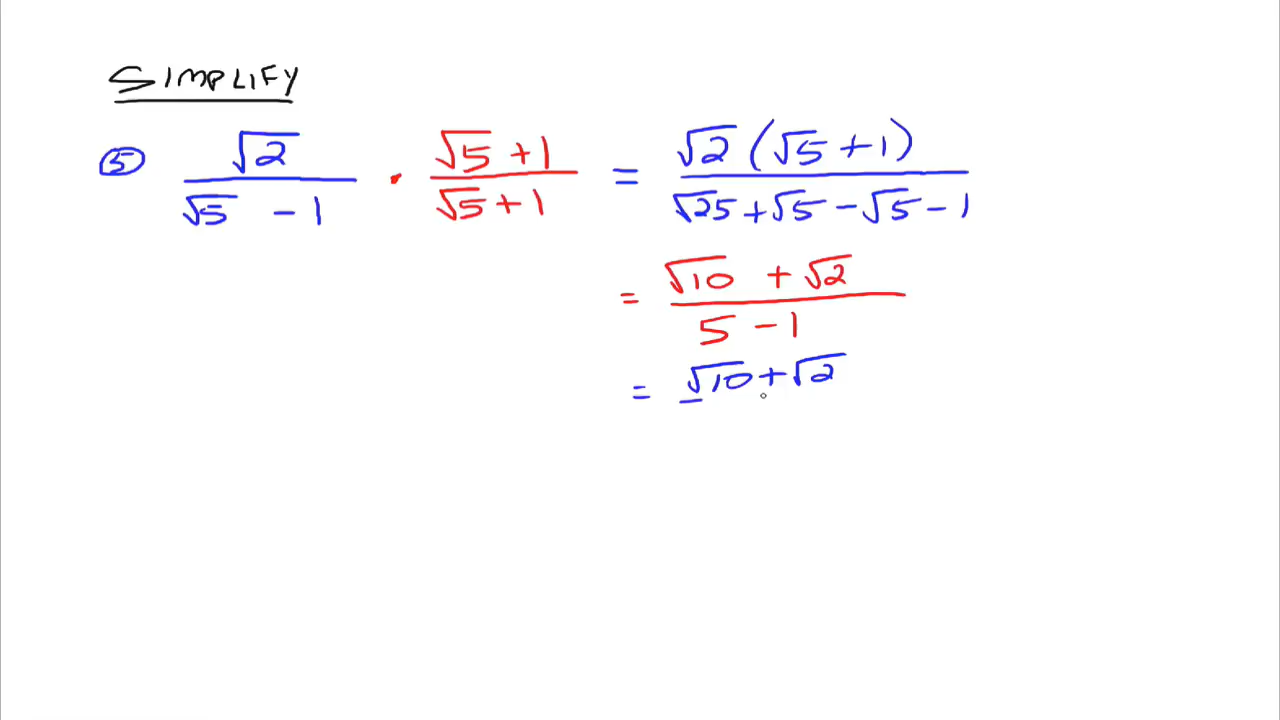 SIMPLIFY
⑤ √2/(√5 - 1) · (√5 + 1)/(√5 + 1) = √2(√5 + 1)/(√25 + √5 - √5 - 1)
= (√10 + √2)/(5 - 1)
= √10 + √2